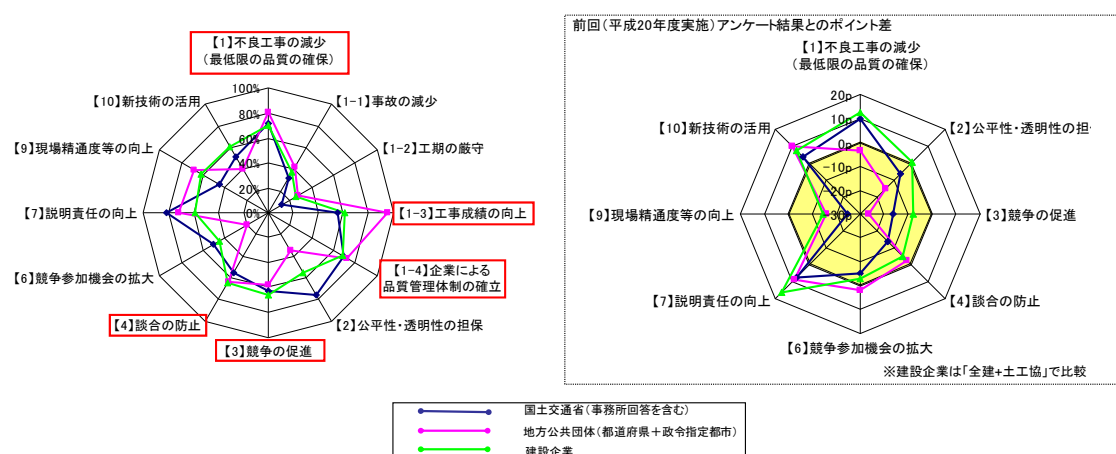 【1】不良工事の減少
（最低限の品質の確保）
100%
80%
60%
40%
20%
0%
【1-1】事故の減少
【1-2】工期の厳守
【1-3】工事成績の向上
【1-4】企業による
品質管理体制の確立
【2】公平性・透明性の担保
【3】競争の促進
【4】談合の防止
【6】競争参加機会の拡大
【7】説明責任の向上
【9】現場精通度等の向上
【10】新技術の活用
前回（平成20年度実施）アンケート結果とのポイント差
【1】不良工事の減少
（最低限の品質の確保）
20p
10p
0p
-10p
-20p
-30p
【2】公平性・透明性の担
【3】競争の促進
【4】談合の防止
【6】競争参加機会の拡大
【7】説明責任の向上
【9】現場精通度等の向上
【10】新技術の活用
※建設企業は「全建+土工協」で比較
国土交通省（事務所回答を含む）
地方公共団体（都道府県＋政令指定都市）
建設企業